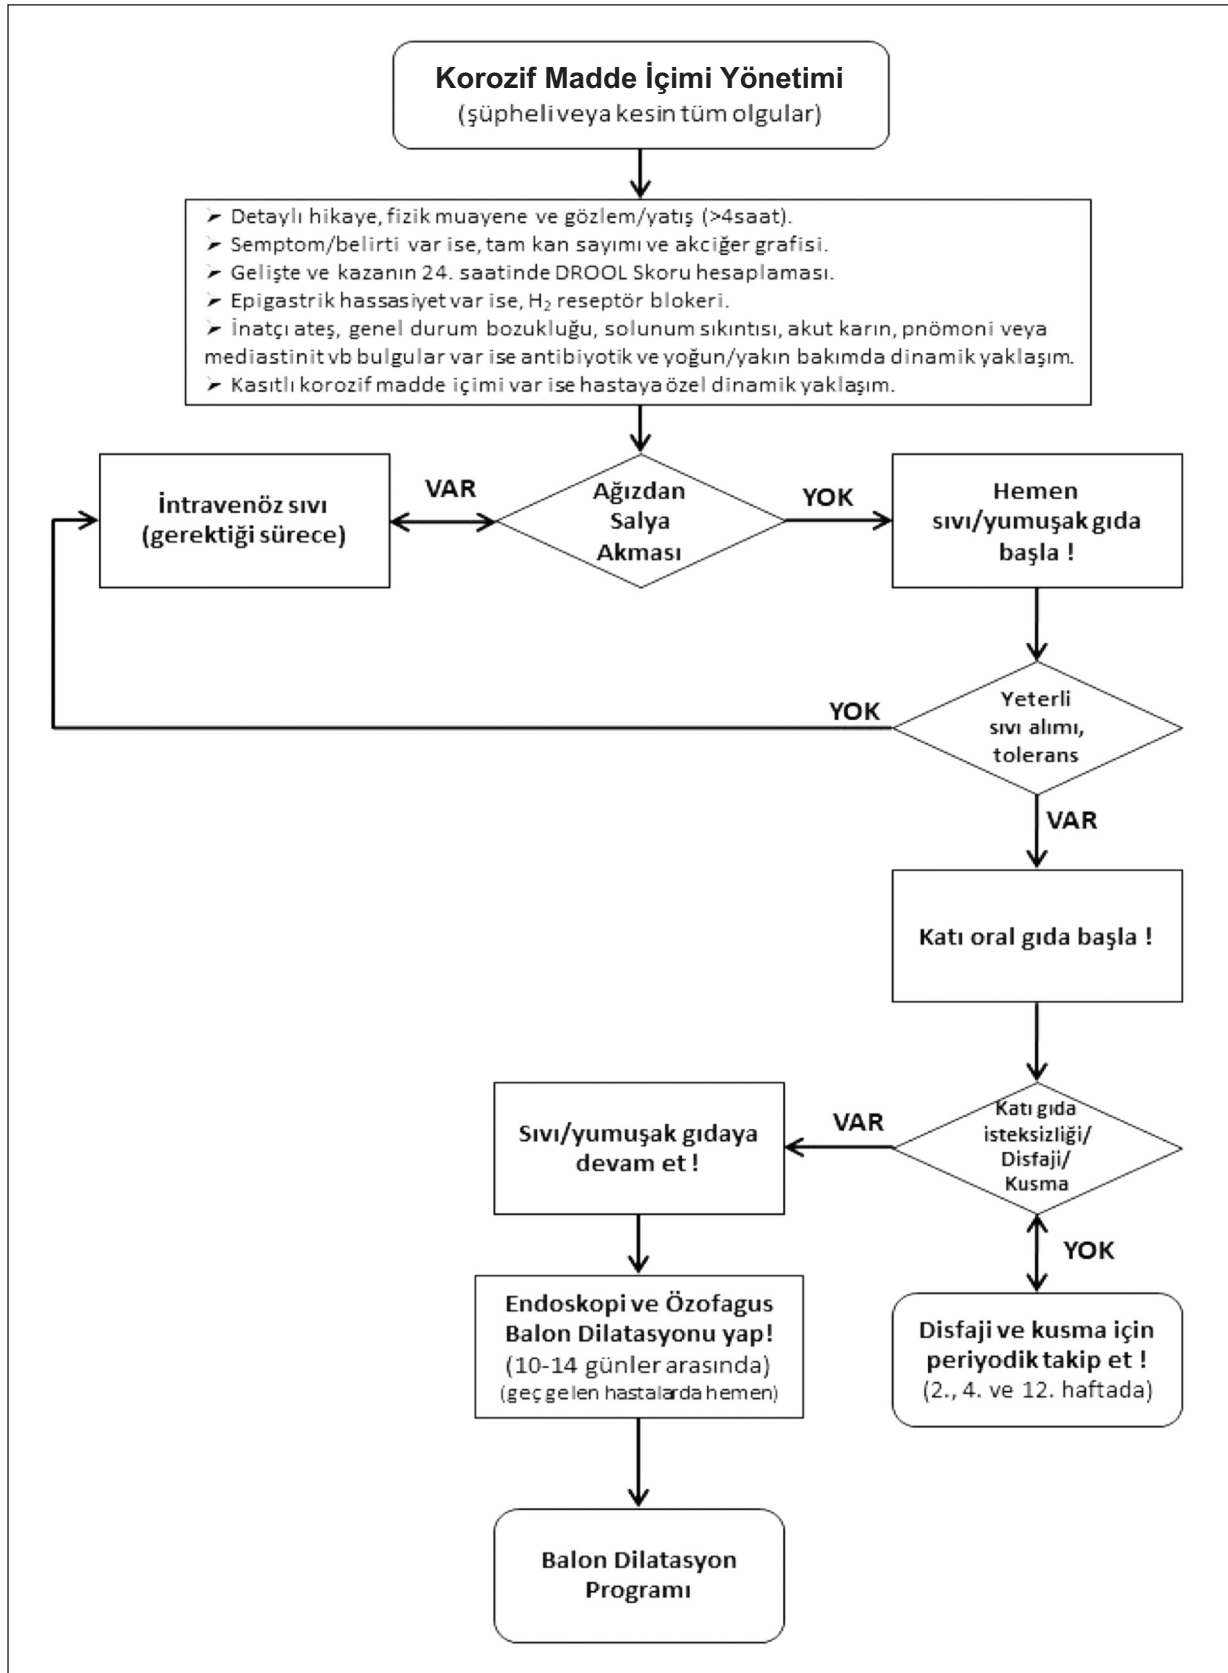 Korozif Madde İçimi Yönetimi
(şüpheli veya kesin tüm olgular)
➢ Detaylı hikaye, fizik muayene ve gözlem/yatış (>4saat).
➢ Semptom/belirti var ise, tam kan sayımı ve akciğer grafisi.
➢ Gelişte ve kazanın 24. saatinde DROOL Skoru hesaplaması.
➢ Epigastrik hassasiyet var ise, H₂ reseptör blokeri.
➢ İnatçı ateş, genel durum bozukluğu, solunum sıkıntısı, akut karın, pnömoni veya
mediastinit vb bulgular var ise antibiyotik ve yoğun/yakın bakımda dinamik yaklaşım.
➢ Kasıtlı korozif madde içimi var ise hastaya özel dinamik yaklaşım.
İntravenöz sıvı
(gerektiği sürece)
VAR
Ağızdan
Salya
Akması
YOK
Hemen
sıvı/yumuşak gıda
başla !
YOK
Yeterli
sıvı alımı,
tolerans
VAR
Katı oral gıda başla !
Sıvı/yumuşak gıdaya
devam et !
VAR
Katı gıda
isteksizliği/
Disfaji/
Kusma
YOK
Endoskopi ve Özofagus
Balon Dilatasyonu yap!
(10-14 günler arasında)
(geç gelen hastalarda hemen)
Disfaji ve kusma için
periyodik takip et !
(2., 4. ve 12. haftada)
Balon Dilatasyon
Programı